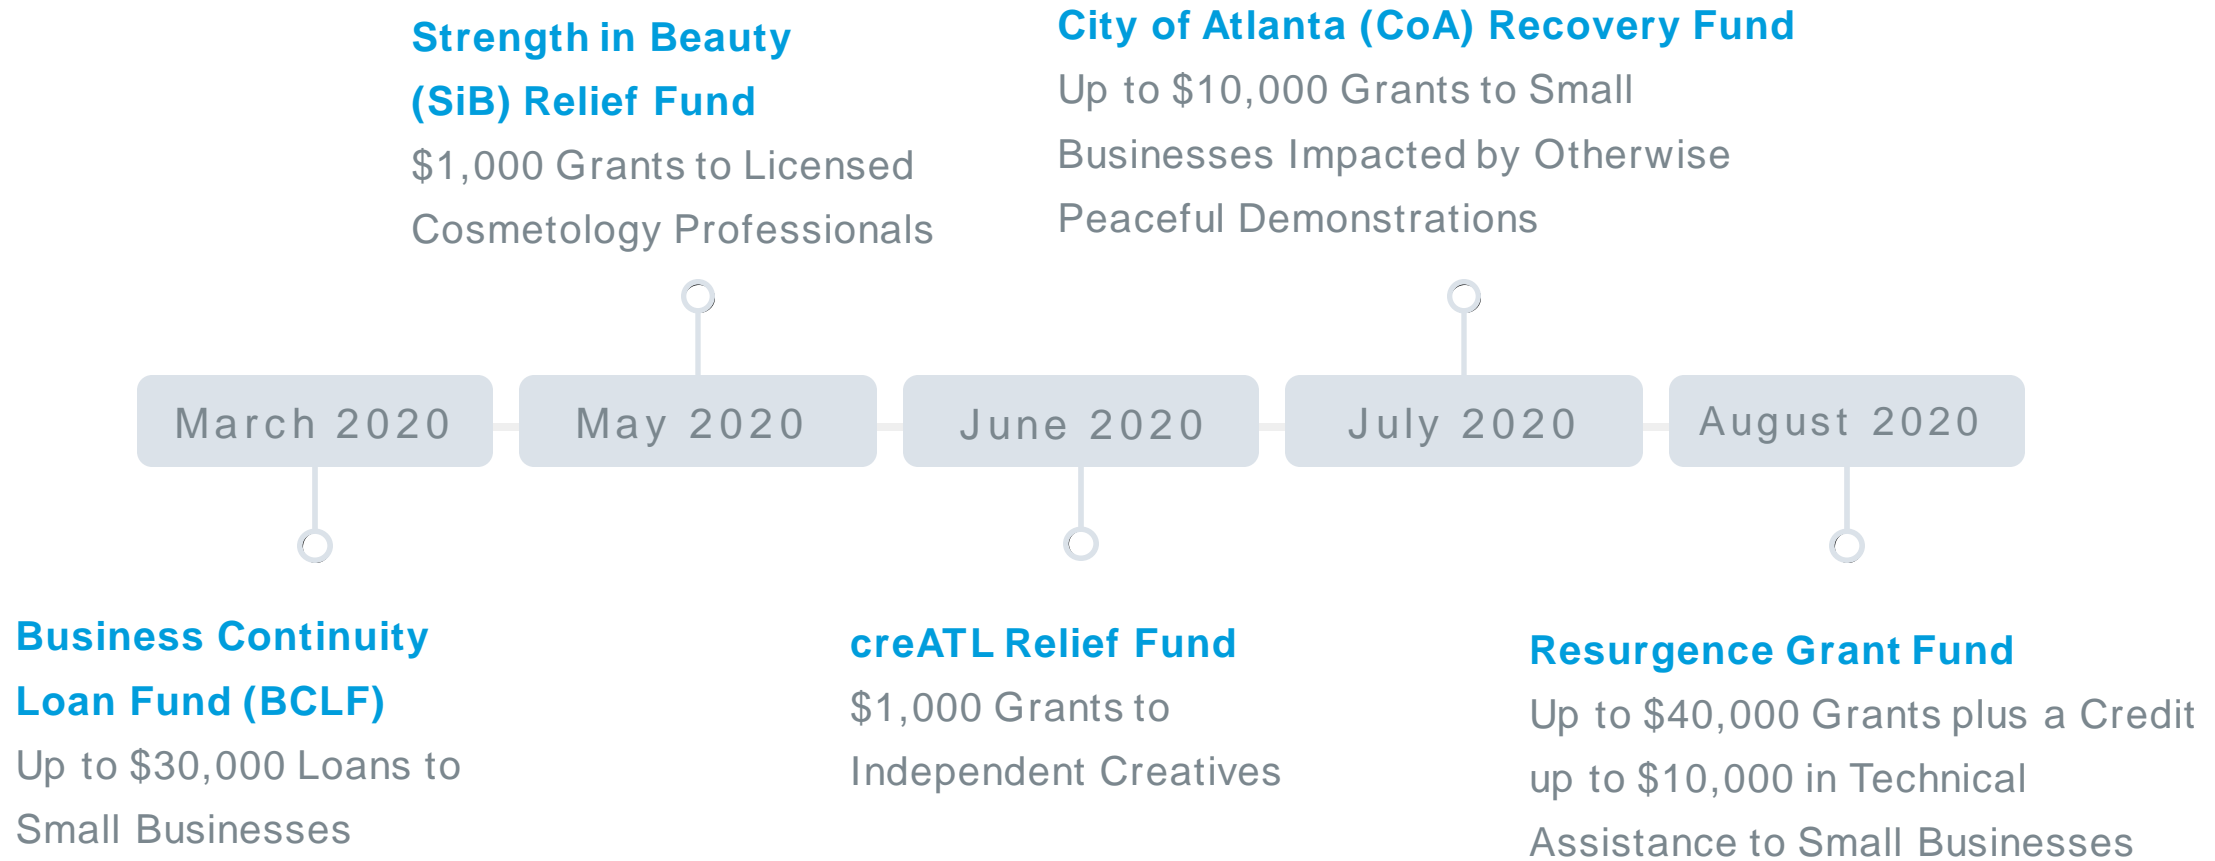 Strength in Beauty
(SiB) Relief Fund
$1,000 Grants to Licensed
Cosmetology Professionals
City of Atlanta (CoA) Recovery Fund
Up to $10,000 Grants to Small
Businesses Impacted by Otherwise
Peaceful Demonstrations
March 2020
May 2020
June 2020
July 2020
August 2020
Business Continuity
Loan Fund (BCLF)
Up to $30,000 Loans to
Small Businesses
creATL Relief Fund
$1,000 Grants to
Independent Creatives
Resurgence Grant Fund
Up to $40,000 Grants plus a Credit
up to $10,000 in Technical
Assistance to Small Businesses